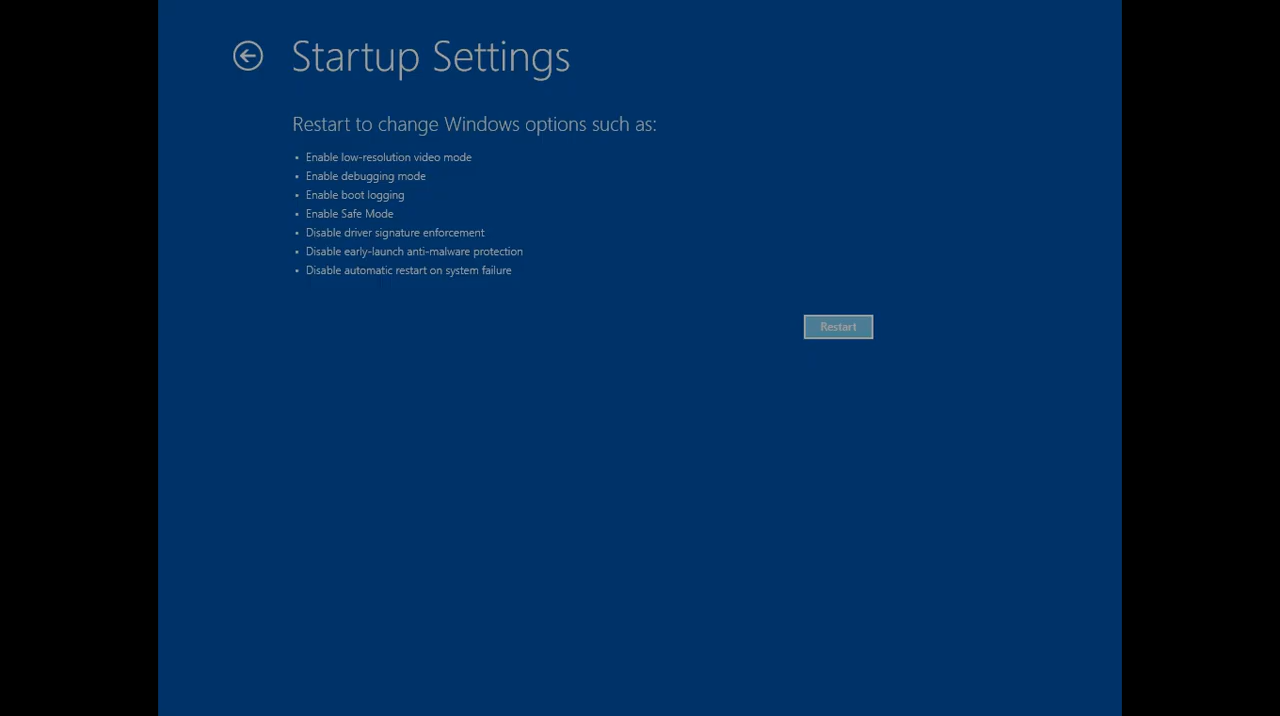 Startup Settings
Restart to change Windows options such as:
• Enable low-resolution video mode
• Enable debugging mode
• Enable boot logging
• Enable Safe Mode
• Disable driver signature enforcement
• Disable early-launch anti-malware protection
• Disable automatic restart on system failure
Restart